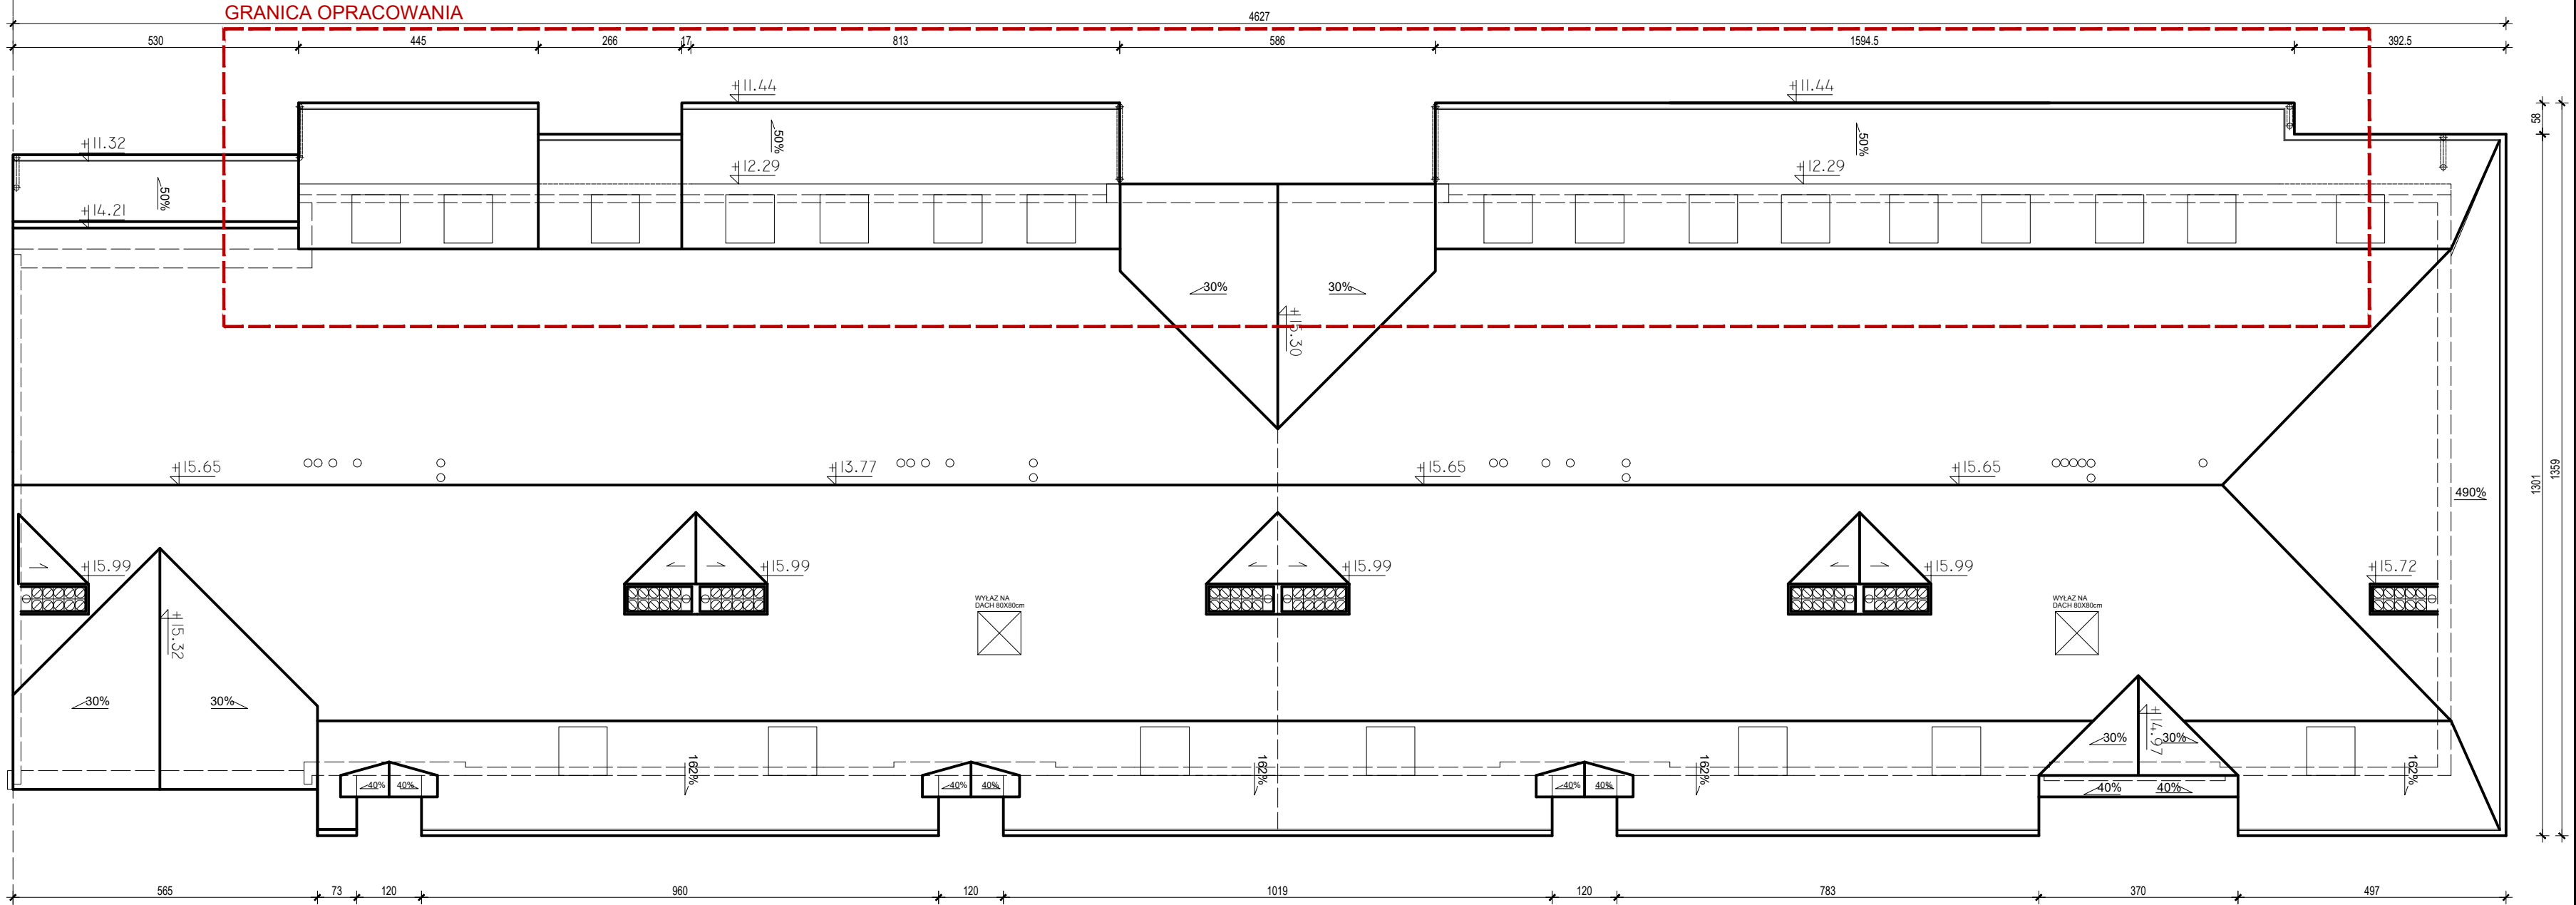 GRANICA OPRACOWANIA
4627
530 445 266 17 813 586 1594.5 392.5
+11.44 +11.44
58
+11.32 50% 50%
+12.29 +12.29
50%
+14.21
30% 30%
+15.30
1359
+15.65 +13.77 +15.65 +15.65
1301
490%
+15.99 +15.99 +15.99 +15.99 +15.72
WYŁAZ NA
DACH 80X80cm
WYŁAZ NA
DACH 80X80cm
+15.32
30% 30%
+14.97
30% 30%
162% 162% 162% 162%
40% 40% 40% 40% 40% 40% 40% 40%
565 73 120 960 120 1019 120 783 370 497